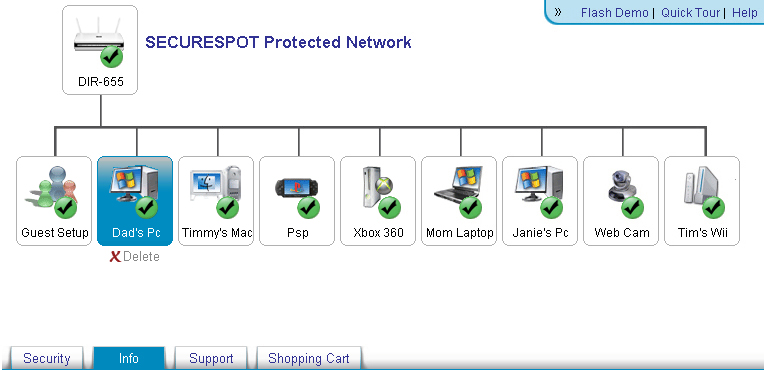 » Flash Demo | Quick Tour | Help
SECURESPOT Protected Network
DIR-655
Guest Setup Dad's Pc Timmy's Mac Psp Xbox 360 Mom Laptop Janie's Pc Web Cam Tim's Wii
X Delete
Security Info Support Shopping Cart